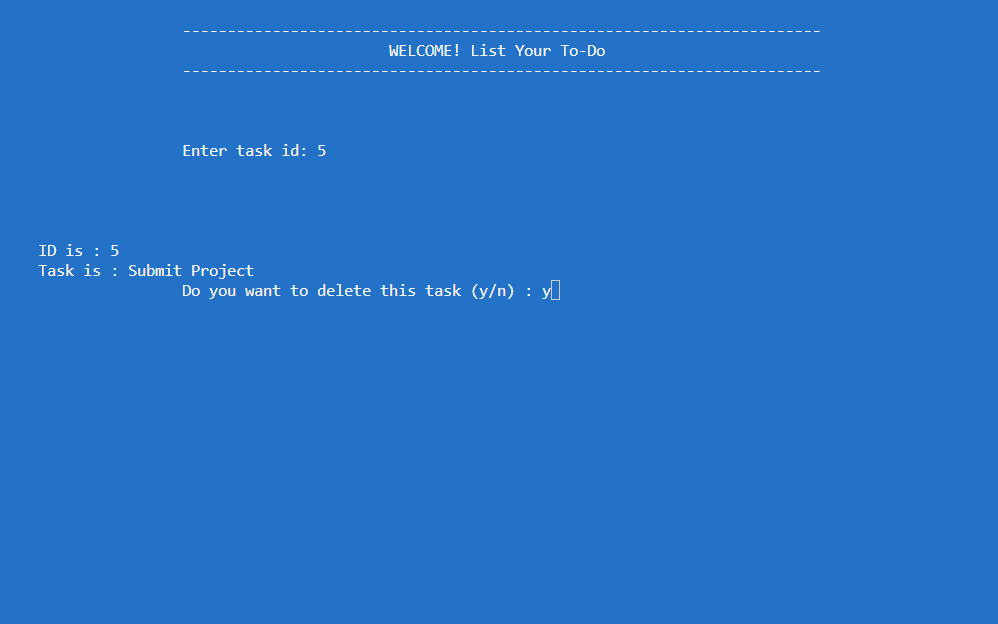 -----------------------------------------------------------------------
WELCOME! List Your To-Do
-----------------------------------------------------------------------
Enter task id: 5
ID is : 5
Task is : Submit Project
Do you want to delete this task (y/n) : y